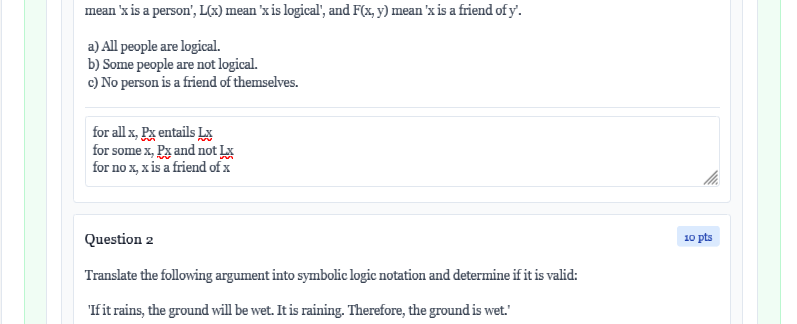 mean 'x is a person', L(x) mean 'x is logical', and F(x, y) mean 'x is a friend of y'.
a) All people are logical.
b) Some people are not logical.
c) No person is a friend of themselves.
for all x, Px entails Lx
for some x, Px and not Lx
for no x, x is a friend of x
Question 2
10 pts
Translate the following argument into symbolic logic notation and determine if it is valid:
'If it rains, the ground will be wet. It is raining. Therefore, the ground is wet.'